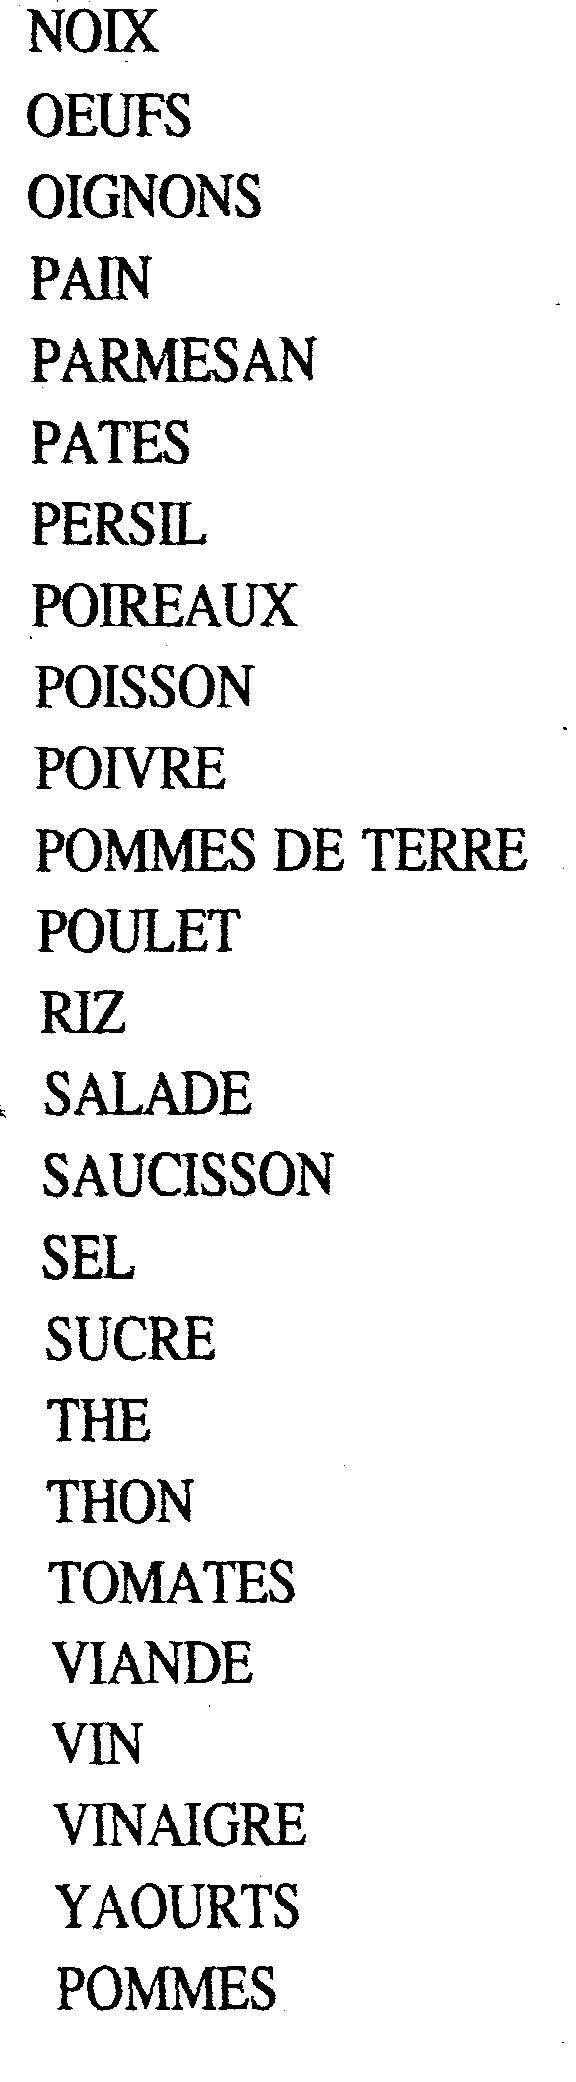 NOIX
OEUFS
OIGNONS
PAIN
PARMESAN
PATES
PERSIL
POIREAUX
POISSON
POIVRE
POMMES DE TERRE
POULET
RIZ
SALADE
SAUCISSON
SEL
SUCRE
THE
THON
TOMATES
VIANDE
VIN
VINAIGRE
YAOURTS
POMMES